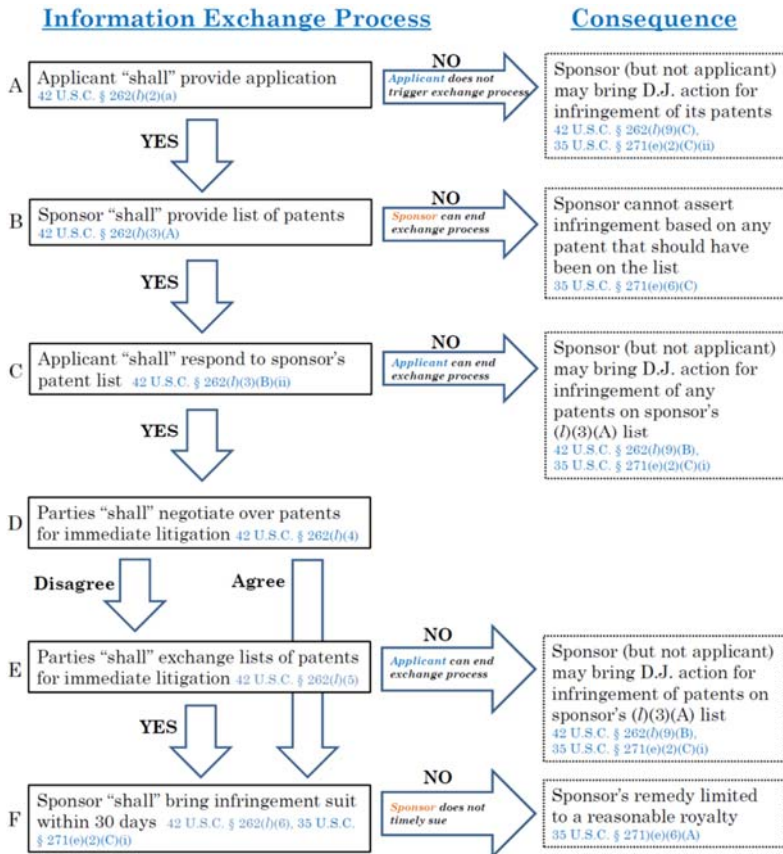 Information Exchange Process
Consequence
A
Applicant “shall” provide application
42 U.S.C. § 262(l)(2)(a)
NO
Applicant does not
trigger exchange process
Sponsor (but not applicant)
may bring D.J. action for
infringement of its patents
42 U.S.C. § 262(l)(9)(C),
35 U.S.C. § 271(e)(2)(C)(ii)
YES
B
Sponsor “shall” provide list of patents
42 U.S.C. § 262(l)(3)(A)
NO
Sponsor can end
exchange process
Sponsor cannot assert
infringement based on any
patent that should have
been on the list
35 U.S.C. § 271(e)(6)(C)
YES
C
Applicant “shall” respond to sponsor’s
patent list 42 U.S.C. § 262(l)(3)(B)(ii)
NO
Applicant can end
exchange process
Sponsor (but not applicant)
may bring D.J. action for
infringement of any
patents on sponsor’s
(l)(3)(A) list
42 U.S.C. § 262(l)(9)(B),
35 U.S.C. § 271(e)(2)(C)(i)
YES
D
Parties “shall” negotiate over patents
for immediate litigation 42 U.S.C. § 262(l)(4)
Disagree
Agree
E
Parties “shall” exchange lists of patents
for immediate litigation 42 U.S.C. § 262(l)(5)
NO
Applicant can end
exchange process
Sponsor (but not applicant)
may bring D.J. action for
infringement of patents on
sponsor’s (l)(3)(A) list
42 U.S.C. § 262(l)(9)(B),
35 U.S.C. § 271(e)(2)(C)(i)
YES
F
Sponsor “shall” bring infringement suit
within 30 days 42 U.S.C. § 262(l)(6), 35 U.S.C.
§ 271(e)(2)(C)(i)
NO
Sponsor does not
timely sue
Sponsor’s remedy limited
to a reasonable royalty
35 U.S.C. § 271)(e)(6)(A)